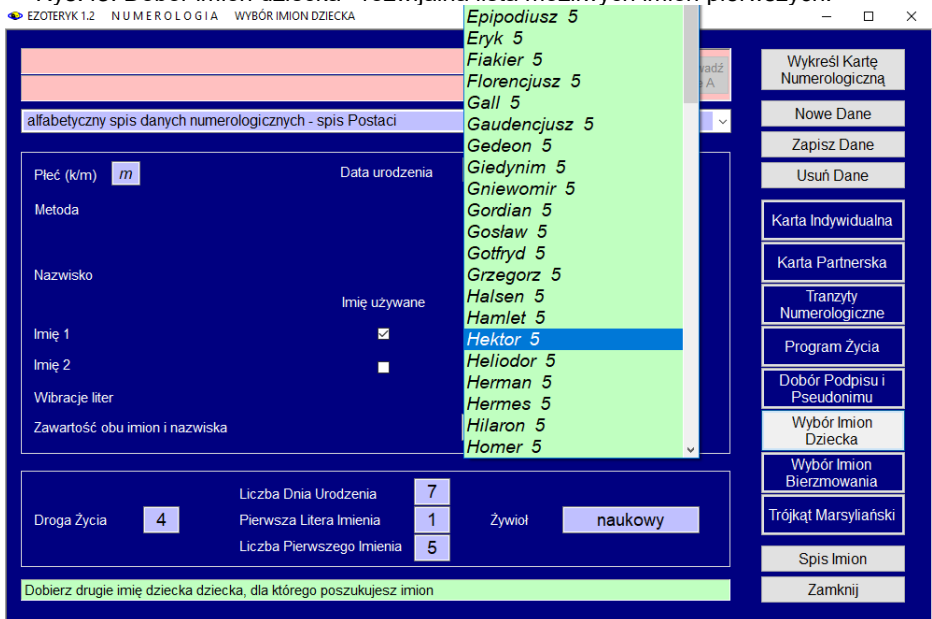 EZOTERYK 1.2 N U M E R O L O G I A WYBÓR IMION DZIECKA
alfabetyczny spis danych numerologicznych - spis Postaci
Płeć (k/m) m Data urodzenia
Metoda
Nazwisko
Imię używane
Imię 1
Imię 2
Wibracje liter
Zawartość obu imion i nazwiska
Epipodiusz 5
Eryk 5
Fiakier 5
Florencjusz 5
Gall 5
Gaudencjusz 5
Gedeon 5
Giedynim 5
Gniewomir 5
Gordian 5
Gosław 5
Gotfryd 5
Grzegorz 5
Halsen 5
Hamlet 5
Hektor 5
Heliodor 5
Herman 5
Hermes 5
Hilaron 5
Homer 5
Liczba Dnia Urodzenia 7
Droga Życia 4 Pierwsza Litera Imienia 1 Żywioł naukowy
Liczba Pierwszego Imienia 5
Dobierz drugie imię dziecka dziecka, dla którego poszukujesz imion
Wykreśl Kartę
Numerologiczną
Nowe Dane
Zapisz Dane
Usuń Dane
Karta Indywidualna
Karta Partnerska
Tranzyty
Numerologiczne
Program Życia
Dobór Podpisu i
Pseudonimu
Wybór Imion
Dziecka
Wybór Imion
Bierzmowania
Trójkąt Marsyliański
Spis Imion
Zamknij